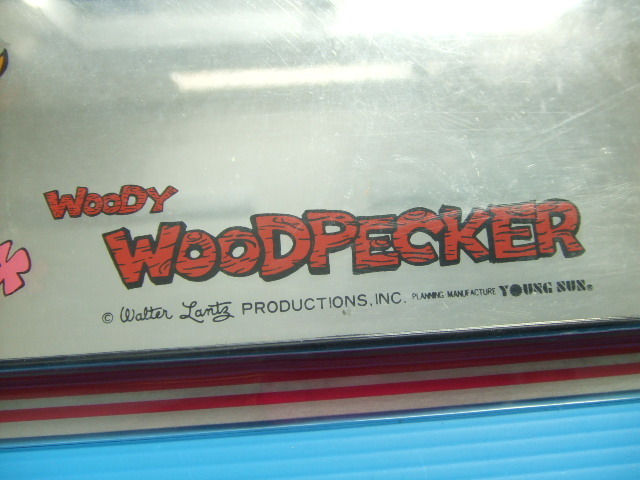 WOODY
WOODPECKER
© Walter Lantz PRODUCTIONS, INC. PLANNING MANUFACTURE YOUNG SUN®